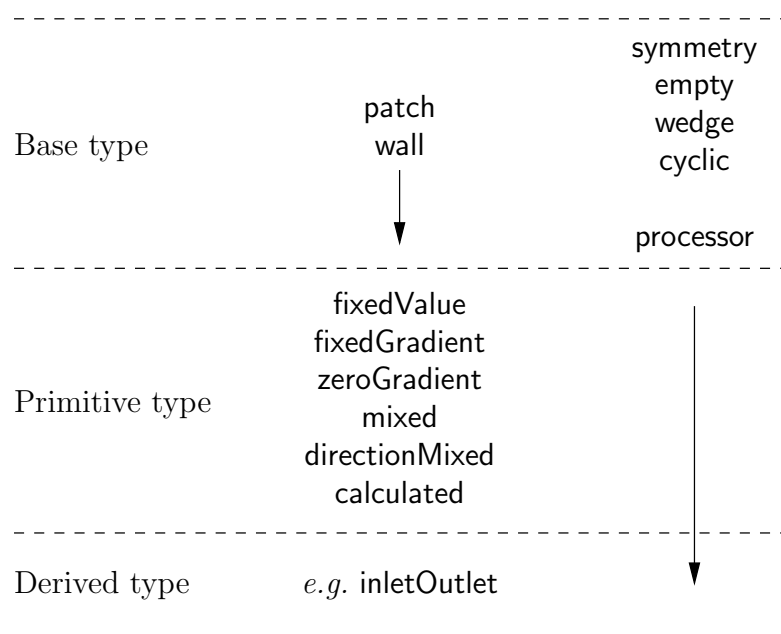 symmetry
empty
patch
wedge
Base type
wall
cyclic
processor
fixedValue
fixedGradient
zeroGradient
Primitive type
mixed
directionMixed
calculated
Derived type
e.g. inletOutlet